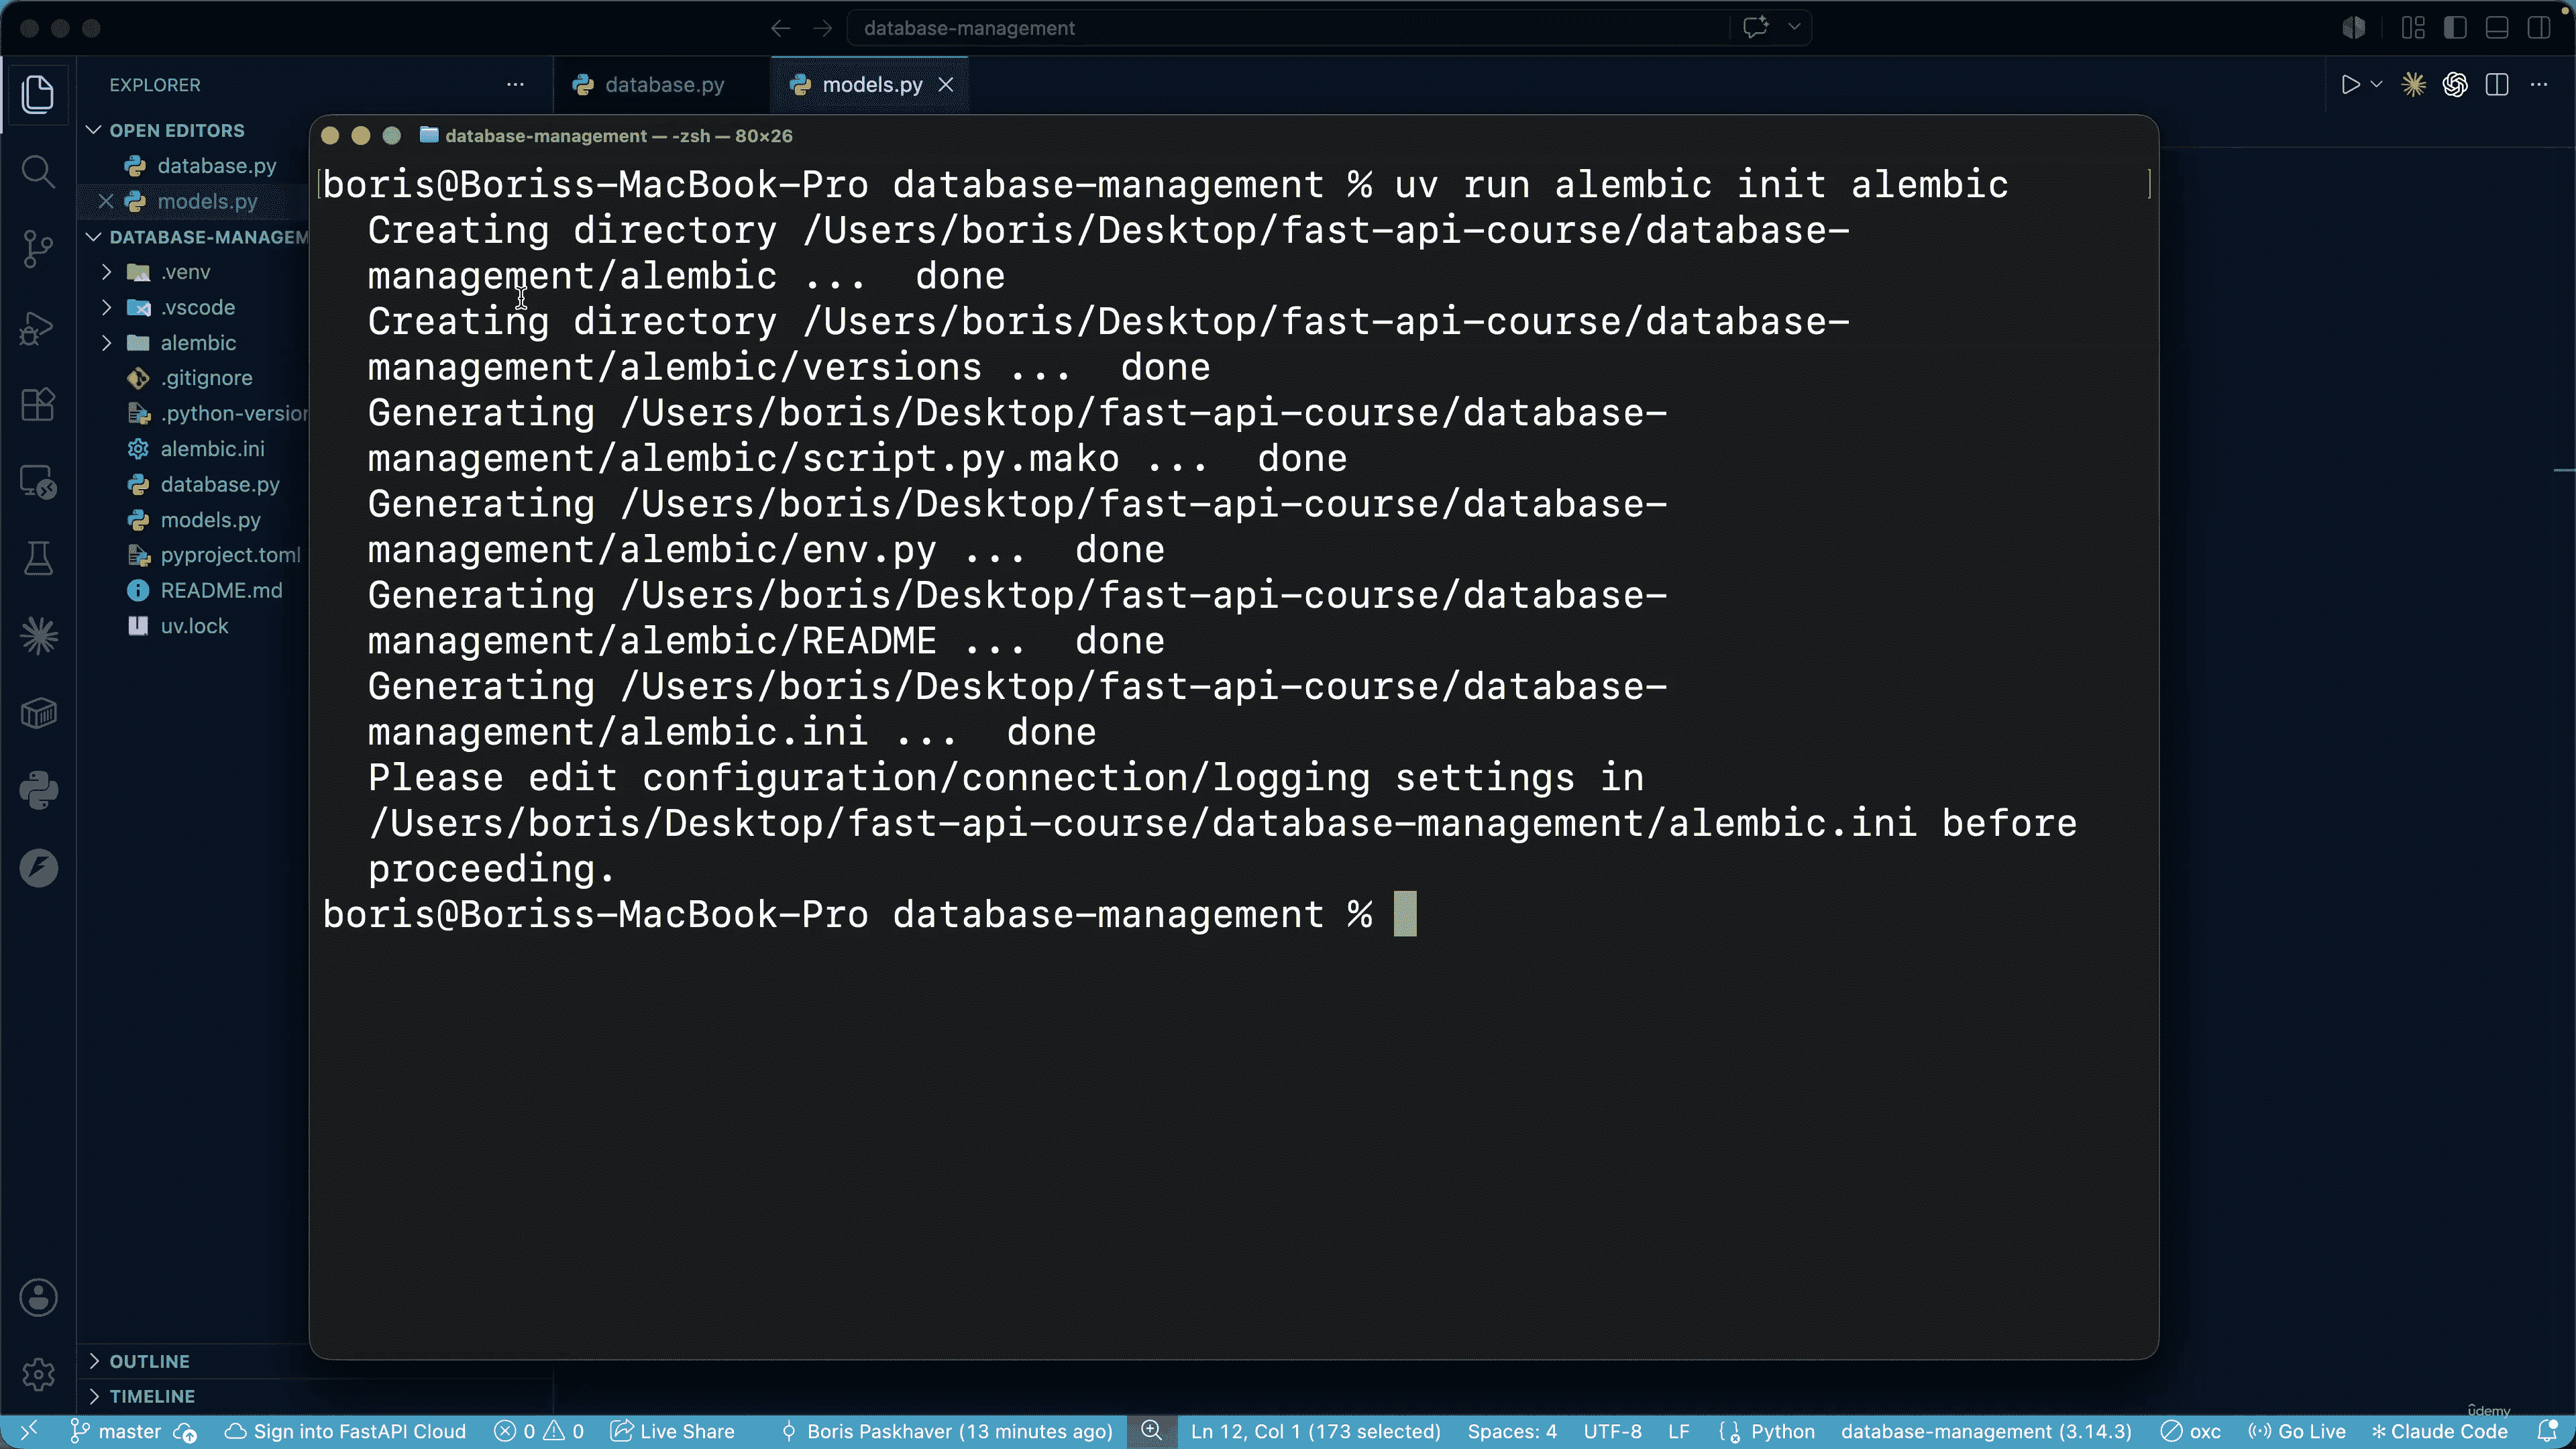 database-management
EXPLORER
database.py
models.py
OPEN EDITORS
database.py
models.py
DATABASE-MANAGEM
.venv
.vscode
alembic
.gitignore
.python-version
alembic.ini
database.py
models.py
pyproject.toml
README.md
uv.lock
OUTLINE
TIMELINE
database-management — -zsh — 80×26
boris@Boriss-MacBook-Pro database-management % uv run alembic init alembic
Creating directory /Users/boris/Desktop/fast-api-course/database-
management/alembic ... done
Creating directory /Users/boris/Desktop/fast-api-course/database-
management/alembic/versions ... done
Generating /Users/boris/Desktop/fast-api-course/database-
management/alembic/script.py.mako ... done
Generating /Users/boris/Desktop/fast-api-course/database-
management/alembic/env.py ... done
Generating /Users/boris/Desktop/fast-api-course/database-
management/alembic/README ... done
Generating /Users/boris/Desktop/fast-api-course/database-
management/alembic.ini ... done
Please edit configuration/connection/logging settings in
/Users/boris/Desktop/fast-api-course/database-management/alembic.ini before
proceeding.
boris@Boriss-MacBook-Pro database-management %
udemy
master Sign into FastAPI Cloud 0 0 Live Share Boris Paskhaver (13 minutes ago) Ln 12, Col 1 (173 selected) Spaces: 4 UTF-8 LF Python database-management (3.14.3) oxc Go Live Claude Code